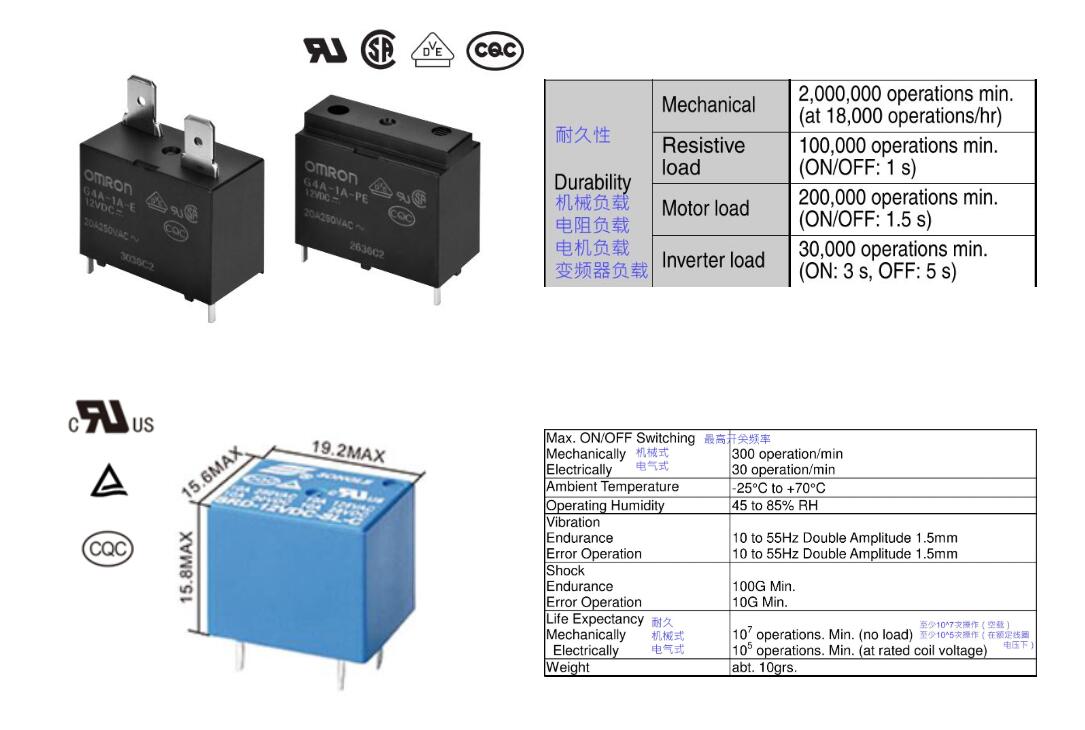 SA
DVE
CQC
OMRON
G4A-1A-E
12VDC
20A250VAC～
CQC
3036C2
OMRON
G4A-1A-PE
12VDC
20A250VAC～
CQC
2636C2
耐久性
Durability
机械负载
电阻负载
电机负载
变频器负载
Mechanical
2,000,000 operations min.
(at 18,000 operations/hr)
Resistive
load
100,000 operations min.
(ON/OFF: 1 s)
Motor load
200,000 operations min.
(ON/OFF: 1.5 s)
Inverter load
30,000 operations min.
(ON: 3 s, OFF: 5 s)
c RU US
CQC
15.6MAX
19.2MAX
15.8MAX
SONGLE
SRD-12VDC-SL-C
Max. ON/OFF Switching 最高开关频率
Mechanically 机械式 300 operation/min
Electrically 电气式 30 operation/min
Ambient Temperature -25°C to +70°C
Operating Humidity 45 to 85% RH
Vibration
Endurance 10 to 55Hz Double Amplitude 1.5mm
Error Operation 10 to 55Hz Double Amplitude 1.5mm
Shock
Endurance 100G Min.
Error Operation 10G Min.
Life Expectancy 耐久
Mechanically 机械式 10⁷ operations. Min. (no load) 至少10^7次操作（空载）
Electrically 电气式 10⁵ operations. Min. (at rated coil voltage) 至少10^5次操作（在额定线圈
电压下）
Weight abt. 10grs.